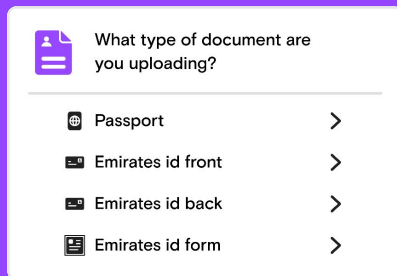 What type of document are
you uploading?
Passport
Emirates id front
Emirates id back
Emirates id form